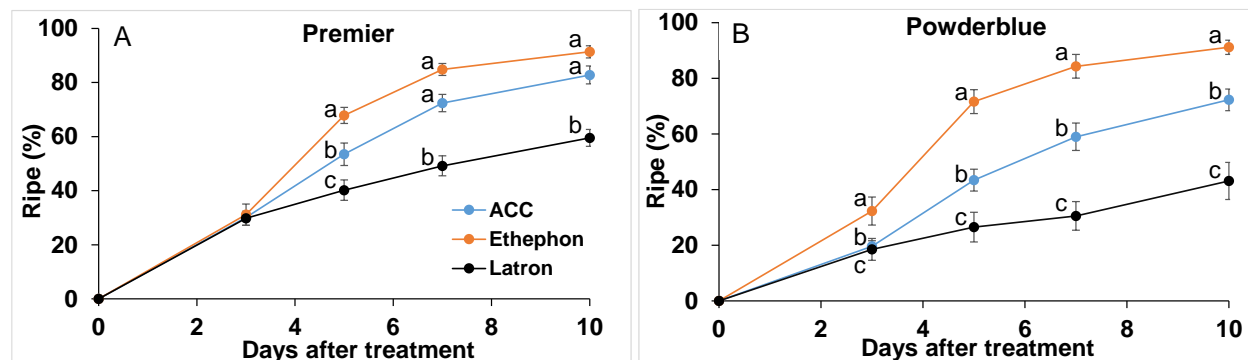 A
Premier
Ripe (%)
100
80
60
40
20
0
a
a
a
a
a
b
b
b
c
ACC
Ethephon
Latron
0
2
4
6
8
10
Days after treatment
B
Powderblue
Ripe (%)
100
80
60
40
20
0
a
a
a
a
b
b
b
b
c
c
c
c
0
2
4
6
8
10
Days after treatment